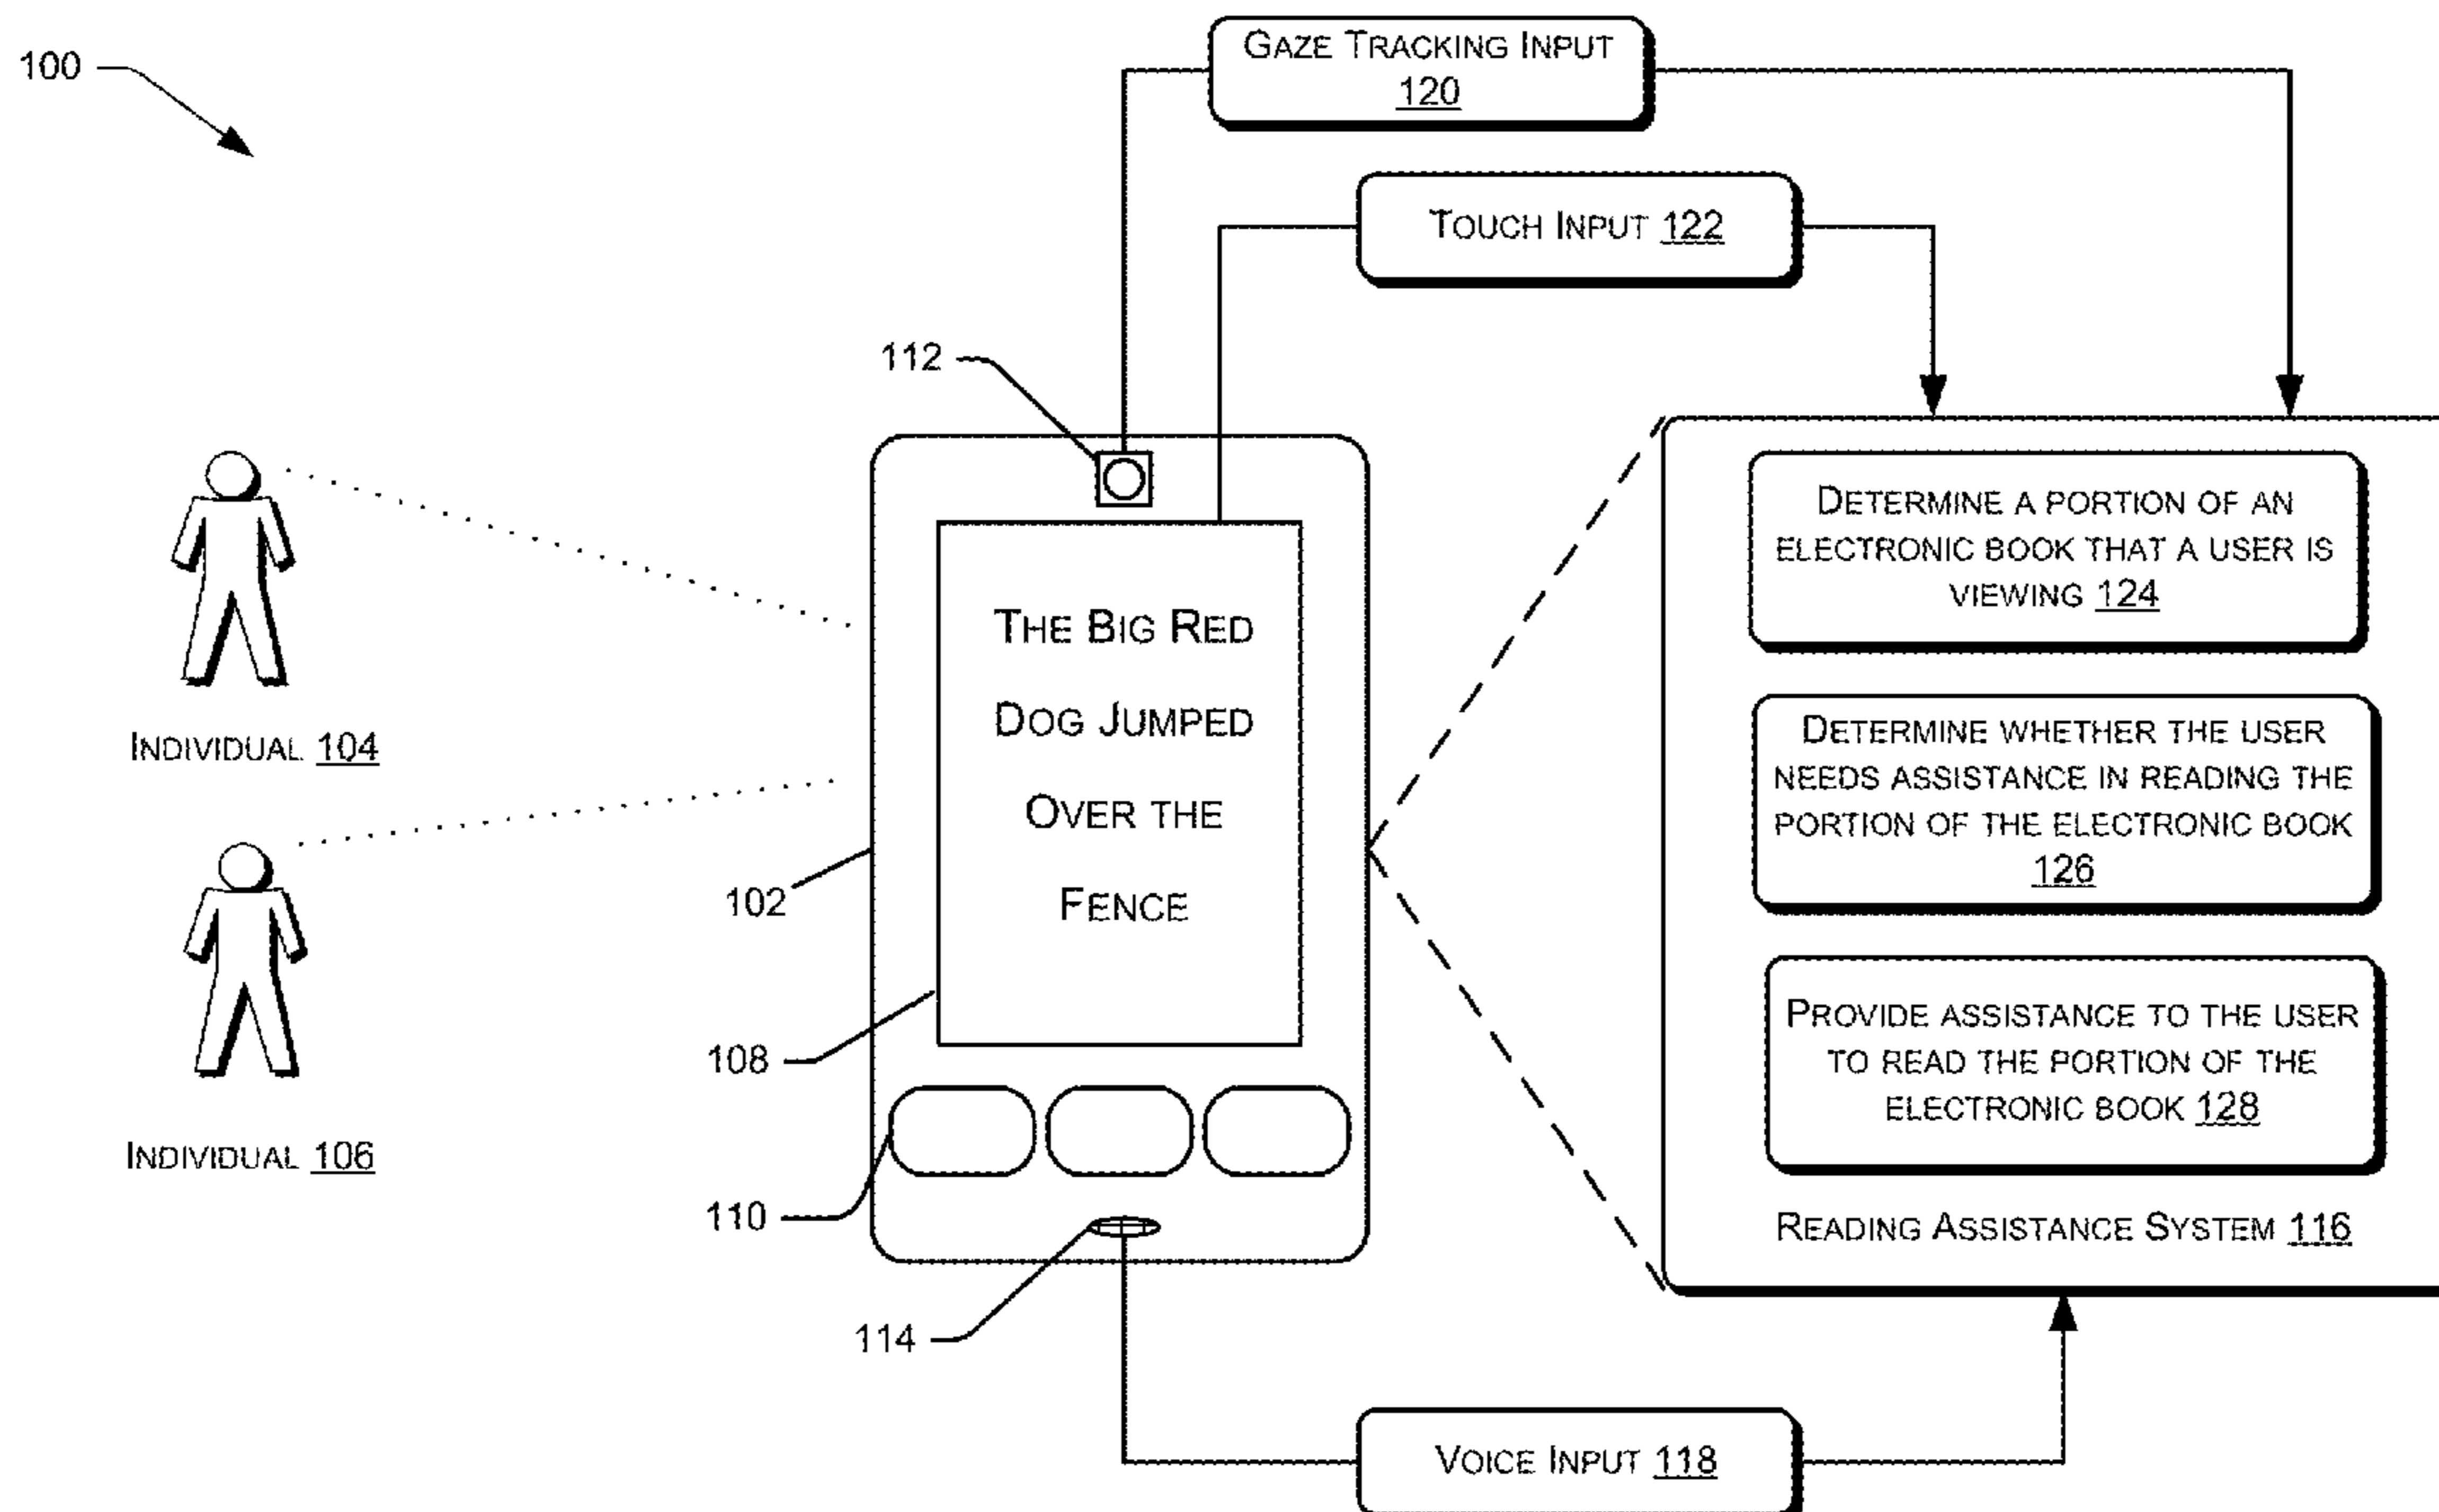 100
GAZE TRACKING INPUT
120
TOUCH INPUT 122
112
THE BIG RED
DOG JUMPED
OVER THE
FENCE
INDIVIDUAL 104
INDIVIDUAL 106
102
108
110
114
DETERMINE A PORTION OF AN
ELECTRONIC BOOK THAT A USER IS
VIEWING 124
DETERMINE WHETHER THE USER
NEEDS ASSISTANCE IN READING THE
PORTION OF THE ELECTRONIC BOOK
126
PROVIDE ASSISTANCE TO THE USER
TO READ THE PORTION OF THE
ELECTRONIC BOOK 128
READING ASSISTANCE SYSTEM 116
VOICE INPUT 118